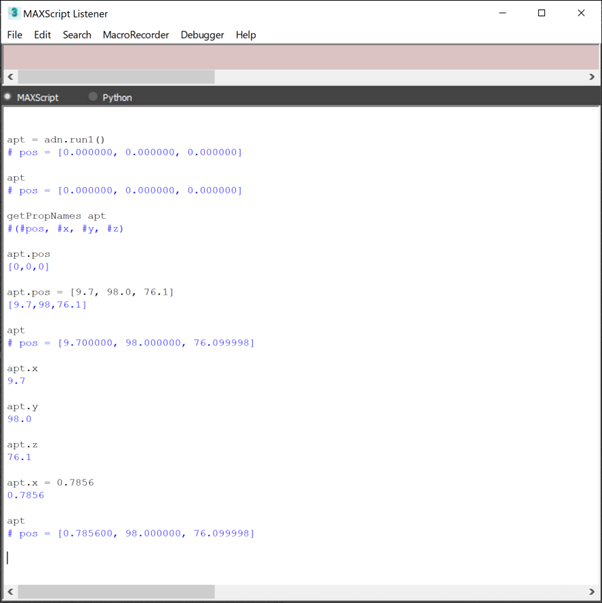 3 MAXScript Listener
File Edit Search MacroRecorder Debugger Help
MAXScript Python
apt = adn.run1()
# pos = [0.000000, 0.000000, 0.000000]
apt
# pos = [0.000000, 0.000000, 0.000000]
getPropNames apt
#(#pos, #x, #y, #z)
apt.pos
[0,0,0]
apt.pos = [9.7, 98.0, 76.1]
[9.7,98,76.1]
apt
# pos = [9.700000, 98.000000, 76.099998]
apt.x
9.7
apt.y
98.0
apt.z
76.1
apt.x = 0.7856
0.7856
apt
# pos = [0.785600, 98.000000, 76.099998]